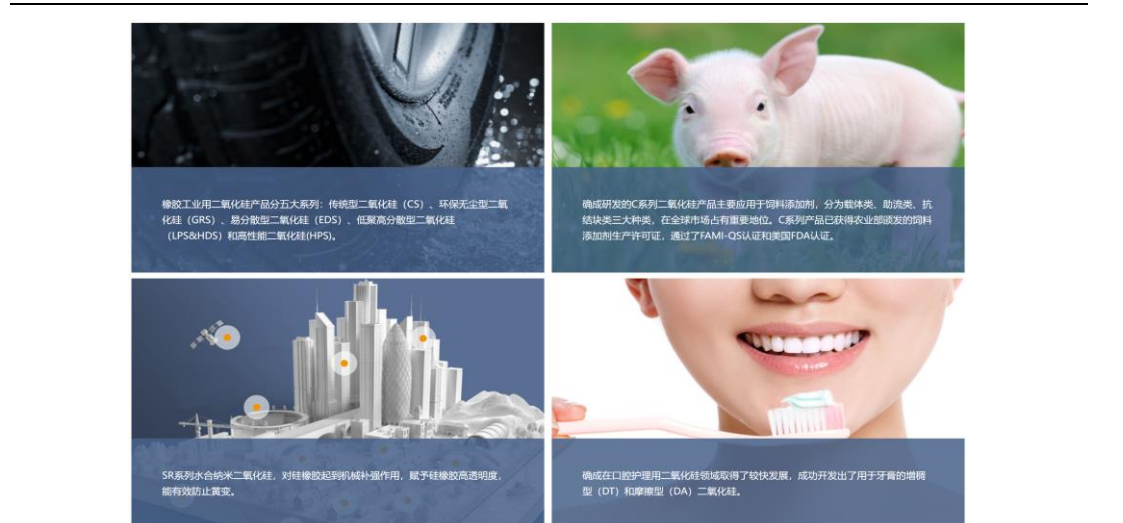 橡胶工业用二氧化硅产品分五大系列：传统型二氧化硅（CS）、环保无尘型二氧
化硅（GRS）、易分散型二氧化硅（EDS）、低聚高分散型二氧化硅
（LPS&HDS）和高性能二氧化硅(HPS)。
确成研发的C系列二氧化硅产品主要应用于饲料添加剂，分为载体类、助流类、抗
结块类三大种类，在全球市场占有重要地位。C系列产品已获得农业部颁发的饲料
添加剂生产许可证，通过了FAMI-QS认证和美国FDA认证。
SR系列水合纳米二氧化硅，对硅橡胶起到机械补强作用，赋予硅橡胶高透明度，
能有效防止黄变。
确成在口腔护理用二氧化硅领域取得了较快发展，成功开发出了用于牙膏的增稠
型（DT）和摩擦型（DA）二氧化硅。